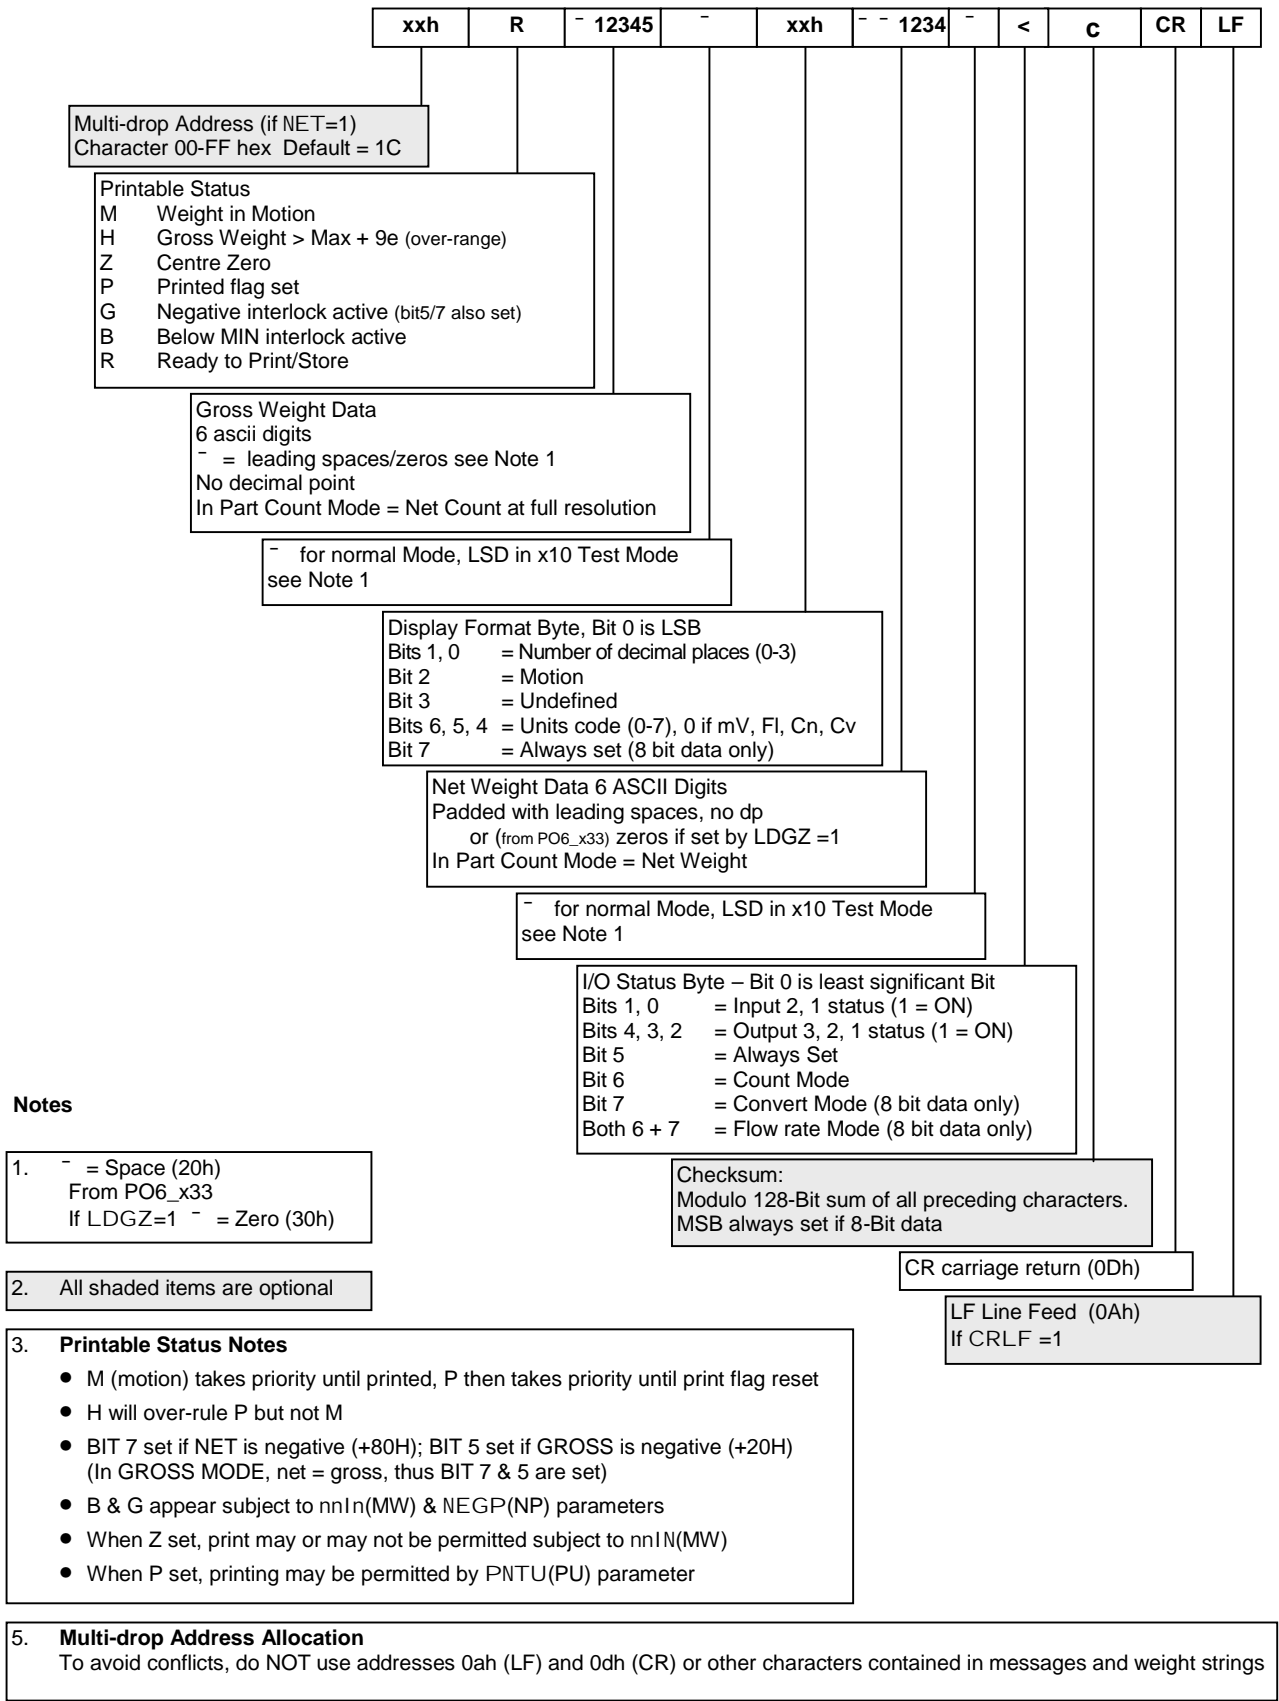 xxh R ¯ 12345 ¯ xxh ¯ ¯ 1234 ¯ < c CR LF
Multi-drop Address (if NET=1)
Character 00-FF hex Default = 1C
Printable Status
M Weight in Motion
H Gross Weight > Max + 9e (over-range)
Z Centre Zero
P Printed flag set
G Negative interlock active (bit5/7 also set)
B Below MIN interlock active
R Ready to Print/Store
Gross Weight Data
6 ascii digits
¯ = leading spaces/zeros see Note 1
No decimal point
In Part Count Mode = Net Count at full resolution
¯ for normal Mode, LSD in x10 Test Mode
see Note 1
Display Format Byte, Bit 0 is LSB
Bits 1, 0 = Number of decimal places (0-3)
Bit 2 = Motion
Bit 3 = Undefined
Bits 6, 5, 4 = Units code (0-7), 0 if mV, Fl, Cn, Cv
Bit 7 = Always set (8 bit data only)
Net Weight Data 6 ASCII Digits
Padded with leading spaces, no dp
or (from PO6_x33) zeros if set by LDGZ =1
In Part Count Mode = Net Weight
¯ for normal Mode, LSD in x10 Test Mode
see Note 1
I/O Status Byte – Bit 0 is least significant Bit
Bits 1, 0 = Input 2, 1 status (1 = ON)
Bits 4, 3, 2 = Output 3, 2, 1 status (1 = ON)
Bit 5 = Always Set
Bit 6 = Count Mode
Bit 7 = Convert Mode (8 bit data only)
Both 6 + 7 = Flow rate Mode (8 bit data only)
Checksum:
Modulo 128-Bit sum of all preceding characters.
MSB always set if 8-Bit data
CR carriage return (0Dh)
LF Line Feed (0Ah)
If CRLF =1
Notes
1. ¯ = Space (20h)
From PO6_x33
If LDGZ=1 ¯ = Zero (30h)
2. All shaded items are optional
3. Printable Status Notes
● M (motion) takes priority until printed, P then takes priority until print flag reset
● H will over-rule P but not M
● BIT 7 set if NET is negative (+80H); BIT 5 set if GROSS is negative (+20H)
(In GROSS MODE, net = gross, thus BIT 7 & 5 are set)
● B & G appear subject to nnIn(MW) & NEGP(NP) parameters
● When Z set, print may or may not be permitted subject to nnIN(MW)
● When P set, printing may be permitted by PNTU(PU) parameter
5. Multi-drop Address Allocation
To avoid conflicts, do NOT use addresses 0ah (LF) and 0dh (CR) or other characters contained in messages and weight strings